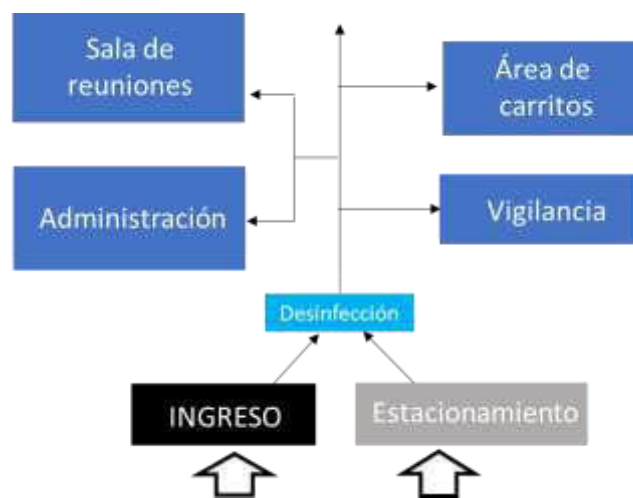 Sala de
reuniones
Área de
carritos
Administración
Vigilancia
Desinfección
INGRESO
Estacionamiento